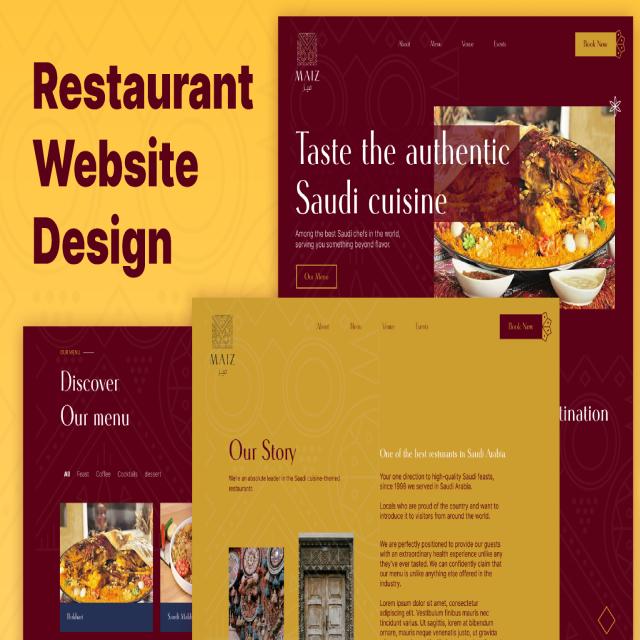 Restaurant
Website
Design
MAIZ
About Menu Venue Events
Book Now
Taste the authentic
Saudi cuisine
Among the best Saudi chefs in the world,
serving you something beyond flavor.
Our Menu
OUR MENU
Discover
Our menu
All Feast Coffee Cocktails dessert
Bukhari
Saudi
MAIZ
About Menu Venue Events
Book Now
Our Story
We're an absolute leader in the Saudi cuisine-themed
restaurants
One of the best resturants in Saudi Arabia
Your one direction to high-quality Saudi feasts,
since 1998 we served in Saudi Arabia.
Locals who are proud of the country and want to
introduce it to visitors from around the world.
We are perfectly positioned to provide our guests
with an extraordinary health experience unlike any
they've ever tasted. We can confidently claim that
our menu is unlike anything else offered in the
industry.
Lorem ipsum dolor sit amet, consectetur
adipiscing elit. Vestibulum finibus mauris nec
tincidunt varius. Ut sagittis, lorem at bibendum
ornare, mauris neque venenatis justo, ut
tination